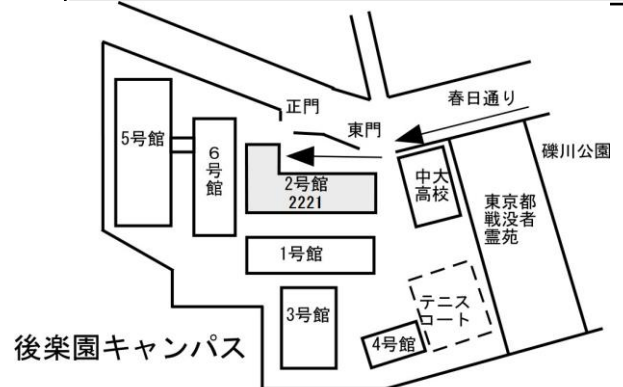 正門
春日通り
東門
5号館
6
号
館
礫川公園
中大
高校
2号館
2221
東京都
戦没者
霊苑
1号館
テニス
コート
3号館
4号館
後楽園キャンパス